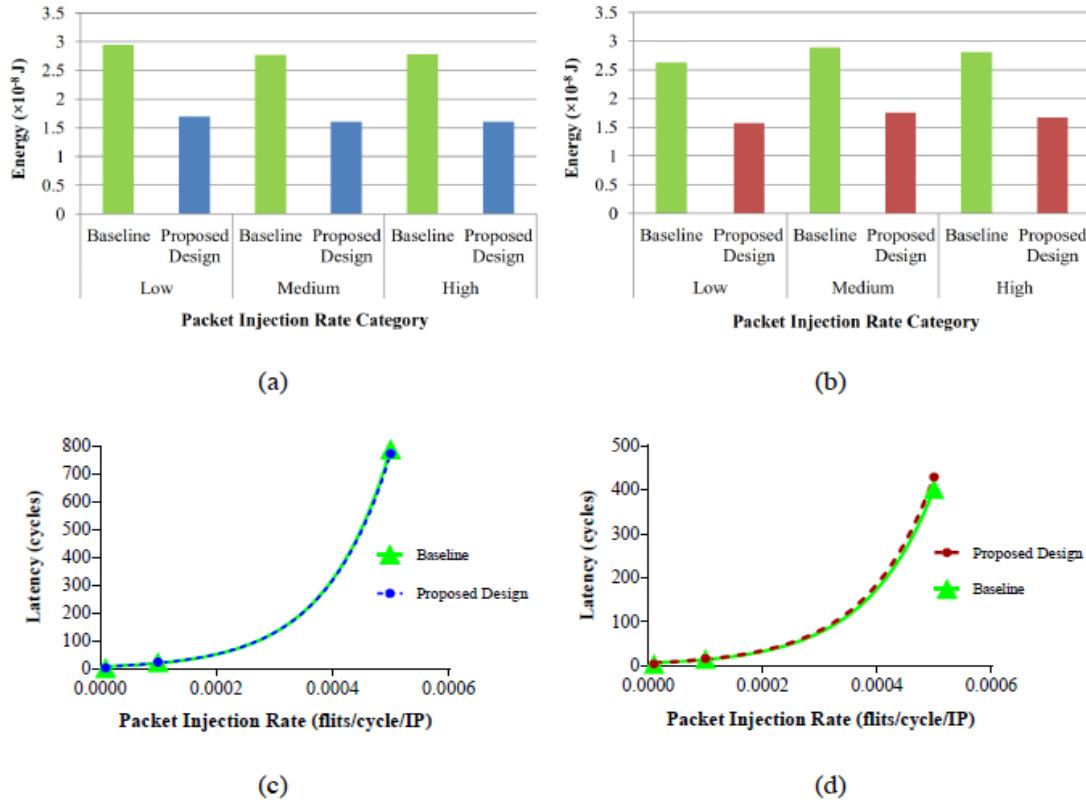 3.5
3
2.5
2
1.5
1
0.5
0
Energy (×10⁻⁸ J)
Baseline Proposed Design Baseline Proposed Design Baseline Proposed Design
Low Medium High
Packet Injection Rate Category
(a)
3.5
3
2.5
2
1.5
1
0.5
0
Energy (×10⁻⁸ J)
Baseline Proposed Design Baseline Proposed Design Baseline Proposed Design
Low Medium High
Packet Injection Rate Category
(b)
800
700
600
500
400
300
200
100
0
Latency (cycles)
Baseline
Proposed Design
0.0000 0.0002 0.0004 0.0006
Packet Injection Rate (flits/cycle/IP)
(c)
500
400
300
200
100
0
Latency (cycles)
Proposed Design
Baseline
0.0000 0.0002 0.0004 0.0006
Packet Injection Rate (flits/cycle/IP)
(d)